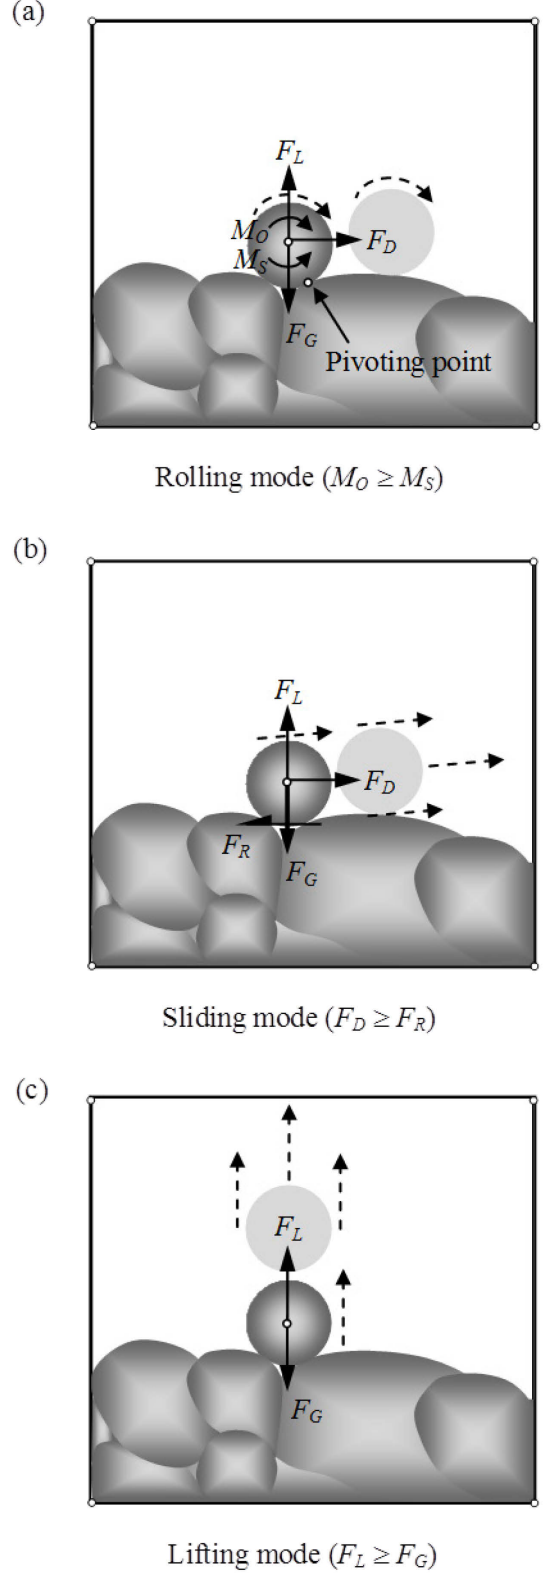 (a)
F_L
M_O
F_D
M_S
F_G
Pivoting point
Rolling mode (M_O ≥ M_S)
(b)
F_L
F_D
F_R
F_G
Sliding mode (F_D ≥ F_R)
(c)
F_L
F_G
Lifting mode (F_L ≥ F_G)